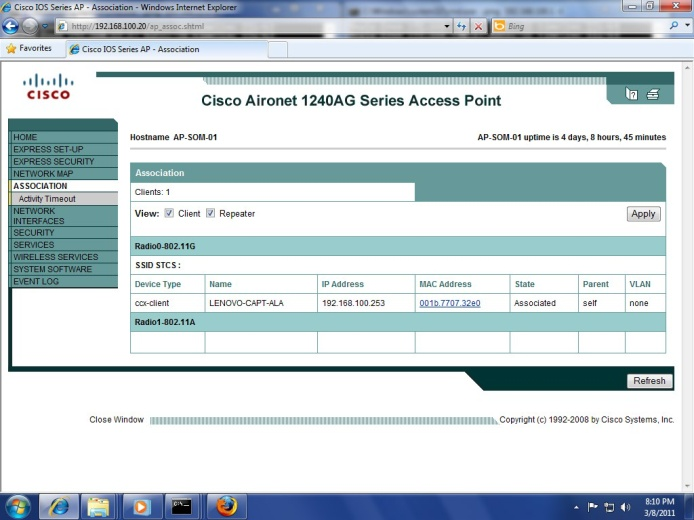 Cisco IOS Series AP - Association - Windows Internet Explorer
http://192.168.100.20/ap_assoc.shtml
Bing
Favorites
Cisco IOS Series AP - Association
CISCO
Cisco Aironet 1240AG Series Access Point
Hostname AP-SOM-01
AP-SOM-01 uptime is 4 days, 8 hours, 45 minutes
HOME
EXPRESS SET-UP
EXPRESS SECURITY
NETWORK MAP
ASSOCIATION
Activity Timeout
NETWORK
INTERFACES
SECURITY
SERVICES
WIRELESS SERVICES
SYSTEM SOFTWARE
EVENT LOG
Association
Clients: 1
View: Client Repeater
Apply
Radio0-802.11G
SSID STCS :
Device Type Name IP Address MAC Address State Parent VLAN
ccx-client LENOVO-CAPT-ALA 192.168.100.253 001b.7707.32e0 Associated self none
Radio1-802.11A
Refresh
Close Window
Copyright (c) 1992-2008 by Cisco Systems, Inc.
8:10 PM
3/8/2011